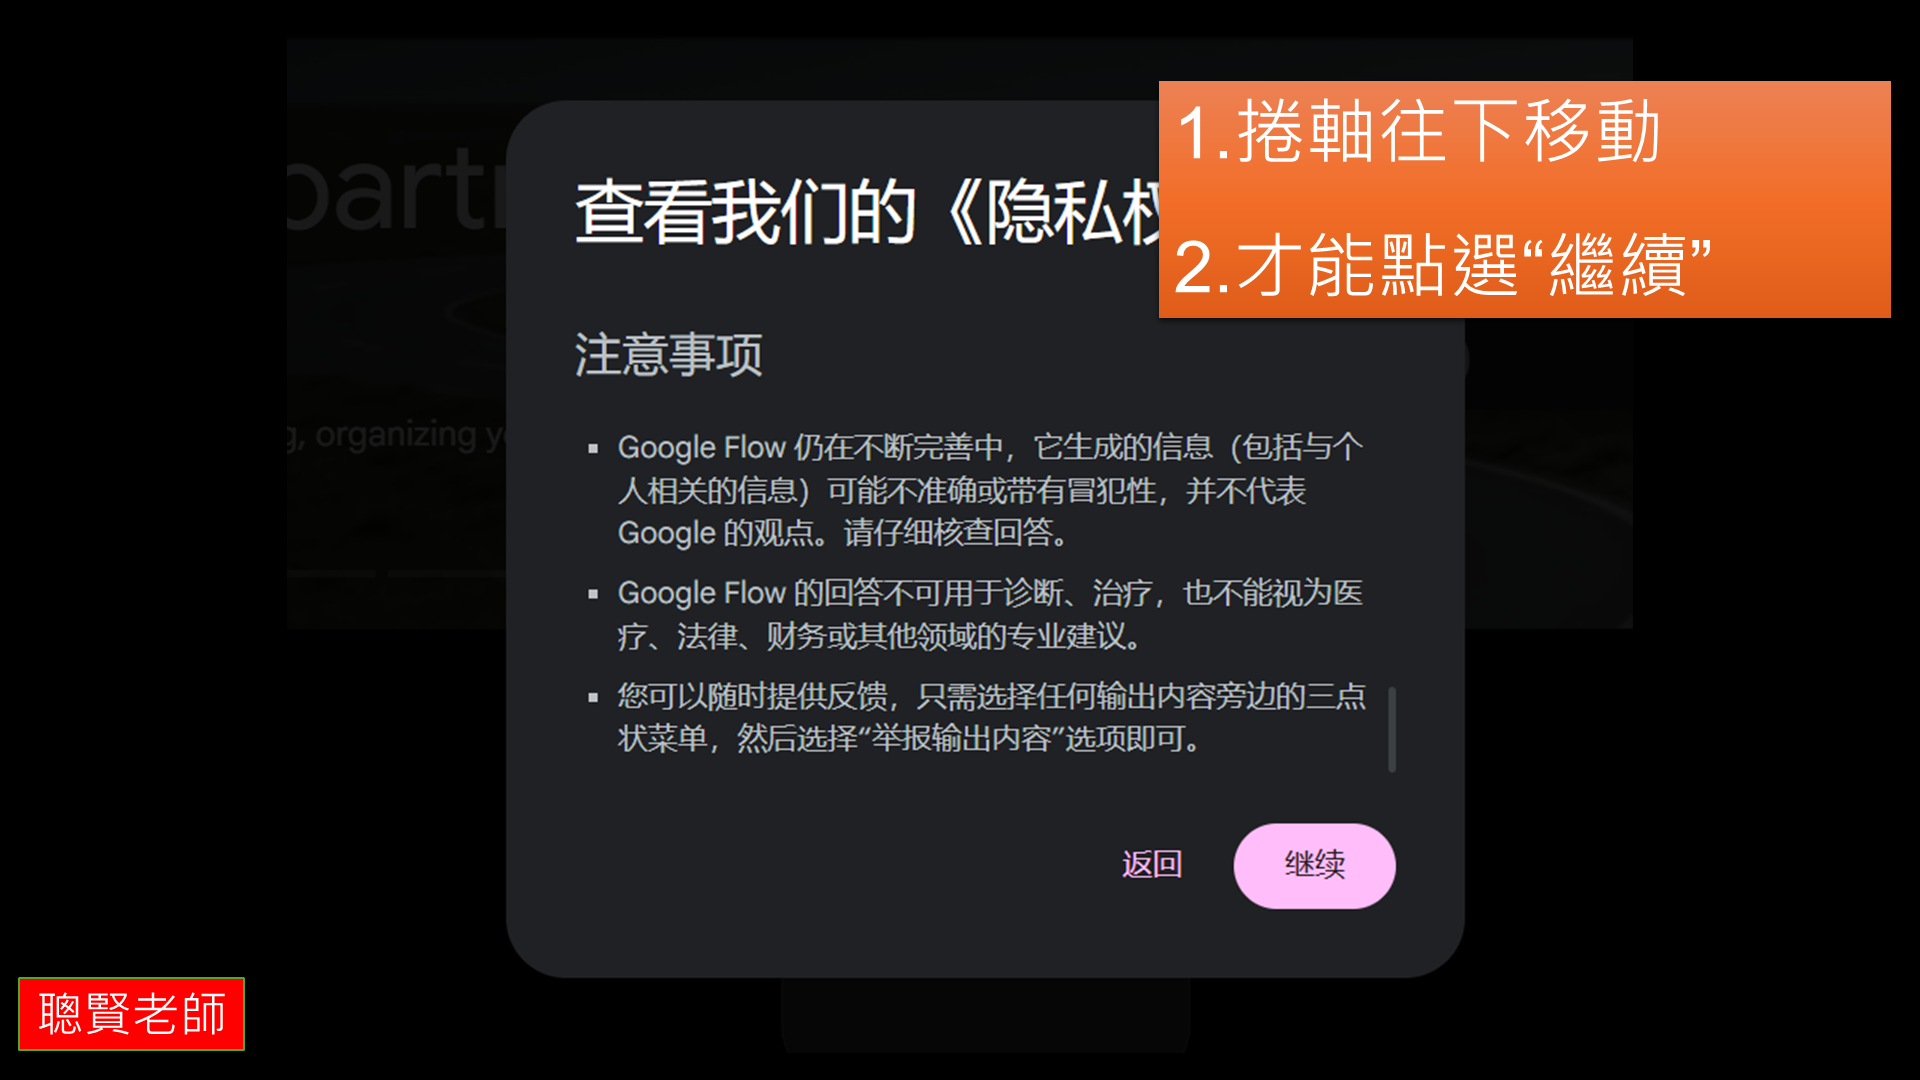 1.捲軸往下移動
2.才能點選“繼續”
查看我们的《隐私
注意事项
Google Flow 仍在不断完善中，它生成的信息（包括与个
人相关的信息）可能不准确或带有冒犯性，并不代表
Google 的观点。请仔细核查回答。
Google Flow 的回答不可用于诊断、治疗，也不能视为医
疗、法律、财务或其他领域的专业建议。
您可以随时提供反馈，只需选择任何输出内容旁边的三点
状菜单，然后选择“举报输出内容”选项即可。
返回
继续
partn
g, organizing y
聰賢老師